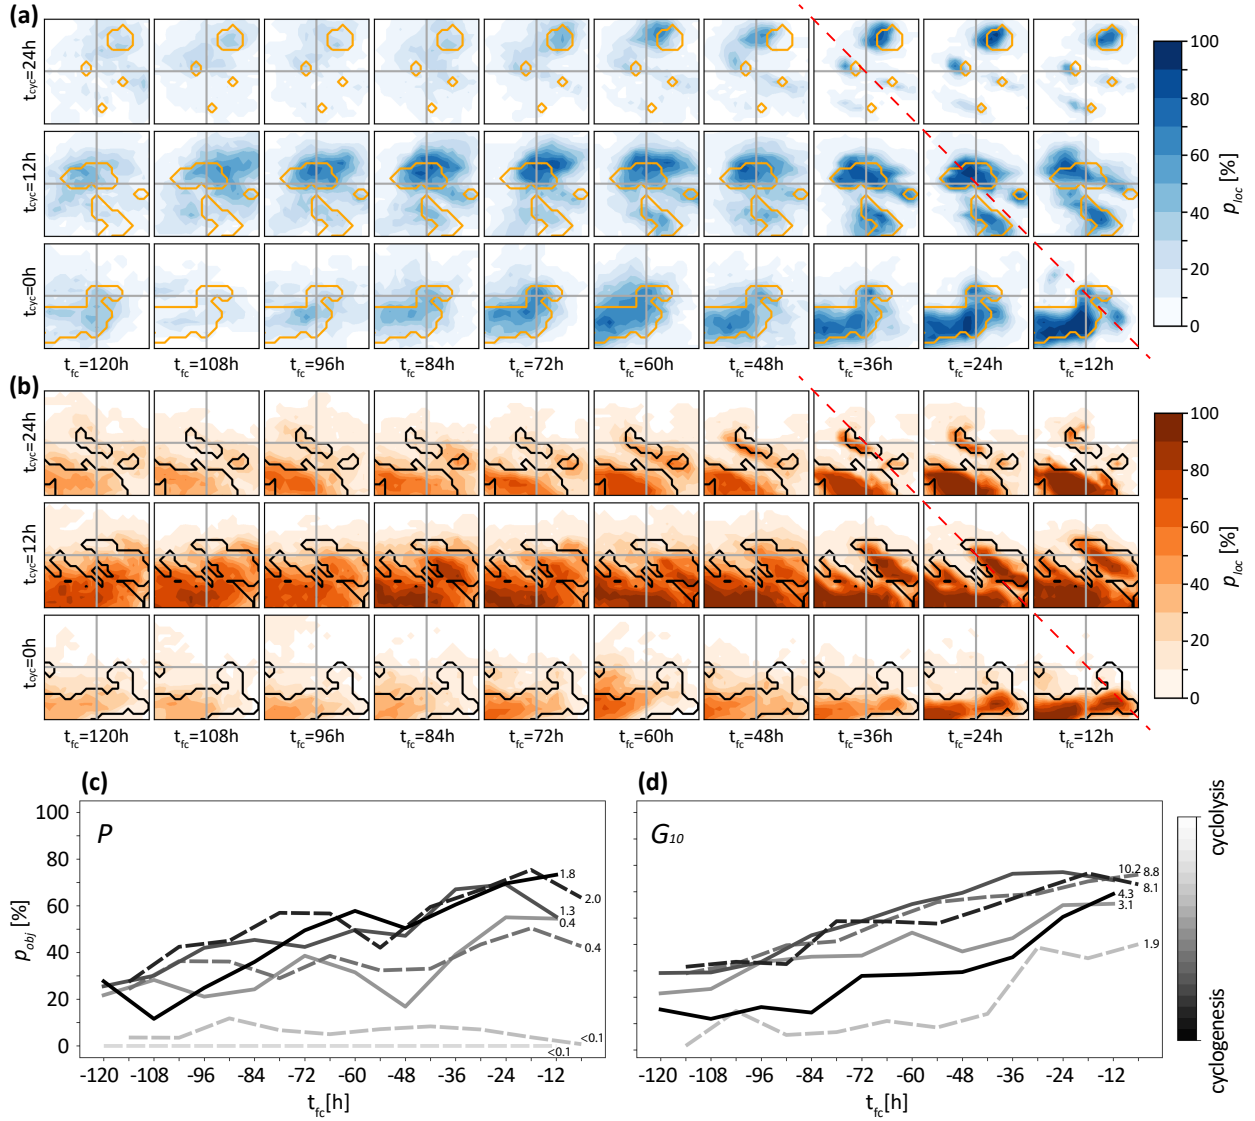 (a)
t_cyc=24h
t_cyc=12h
t_cyc=0h
t_fc=120h t_fc=108h t_fc=96h t_fc=84h t_fc=72h t_fc=60h t_fc=48h t_fc=36h t_fc=24h t_fc=12h
100
80
60
40
20
0
p_loc [%]
(b)
t_cyc=24h
t_cyc=12h
t_cyc=0h
t_fc=120h t_fc=108h t_fc=96h t_fc=84h t_fc=72h t_fc=60h t_fc=48h t_fc=36h t_fc=24h t_fc=12h
100
80
60
40
20
0
p_loc [%]
(c)
P
100
80
60
40
20
0
p_obj [%]
1.8
2.0
1.3
0.4
0.4
<0.1
<0.1
-120 -108 -96 -84 -72 -60 -48 -36 -24 -12
t_fc[h]
(d)
G₁₀
10.2
8.8
8.1
4.3
3.1
1.9
-120 -108 -96 -84 -72 -60 -48 -36 -24 -12
t_fc[h]
cyclolysis
cyclogenesis